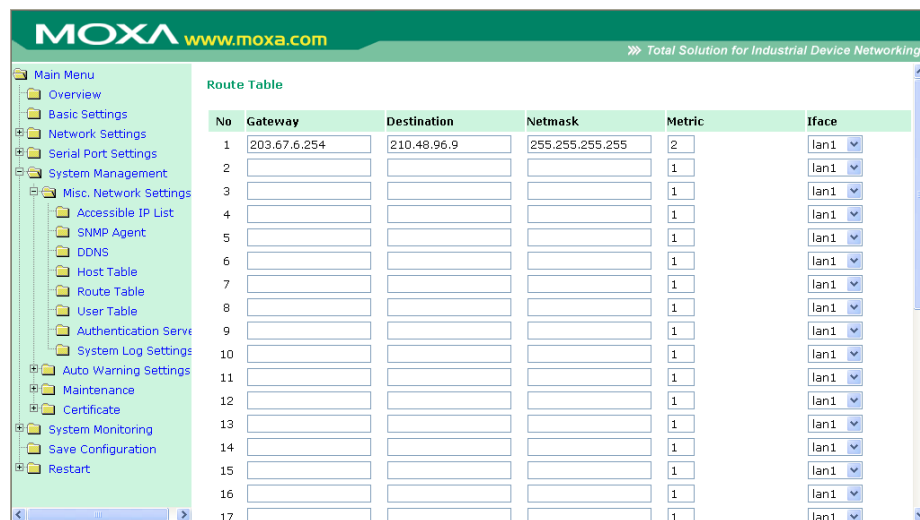 MOXA www.moxa.com
Total Solution for Industrial Device Networking
Main Menu
Overview
Basic Settings
Network Settings
Serial Port Settings
System Management
Misc. Network Settings
Accessible IP List
SNMP Agent
DDNS
Host Table
Route Table
User Table
Authentication Serve
System Log Settings
Auto Warning Settings
Maintenance
Certificate
System Monitoring
Save Configuration
Restart
Route Table
No Gateway Destination Netmask Metric Iface
1 203.67.6.254 210.48.96.9 255.255.255.255 2 lan1
2 1 lan1
3 1 lan1
4 1 lan1
5 1 lan1
6 1 lan1
7 1 lan1
8 1 lan1
9 1 lan1
10 1 lan1
11 1 lan1
12 1 lan1
13 1 lan1
14 1 lan1
15 1 lan1
16 1 lan1
17 1 lan1